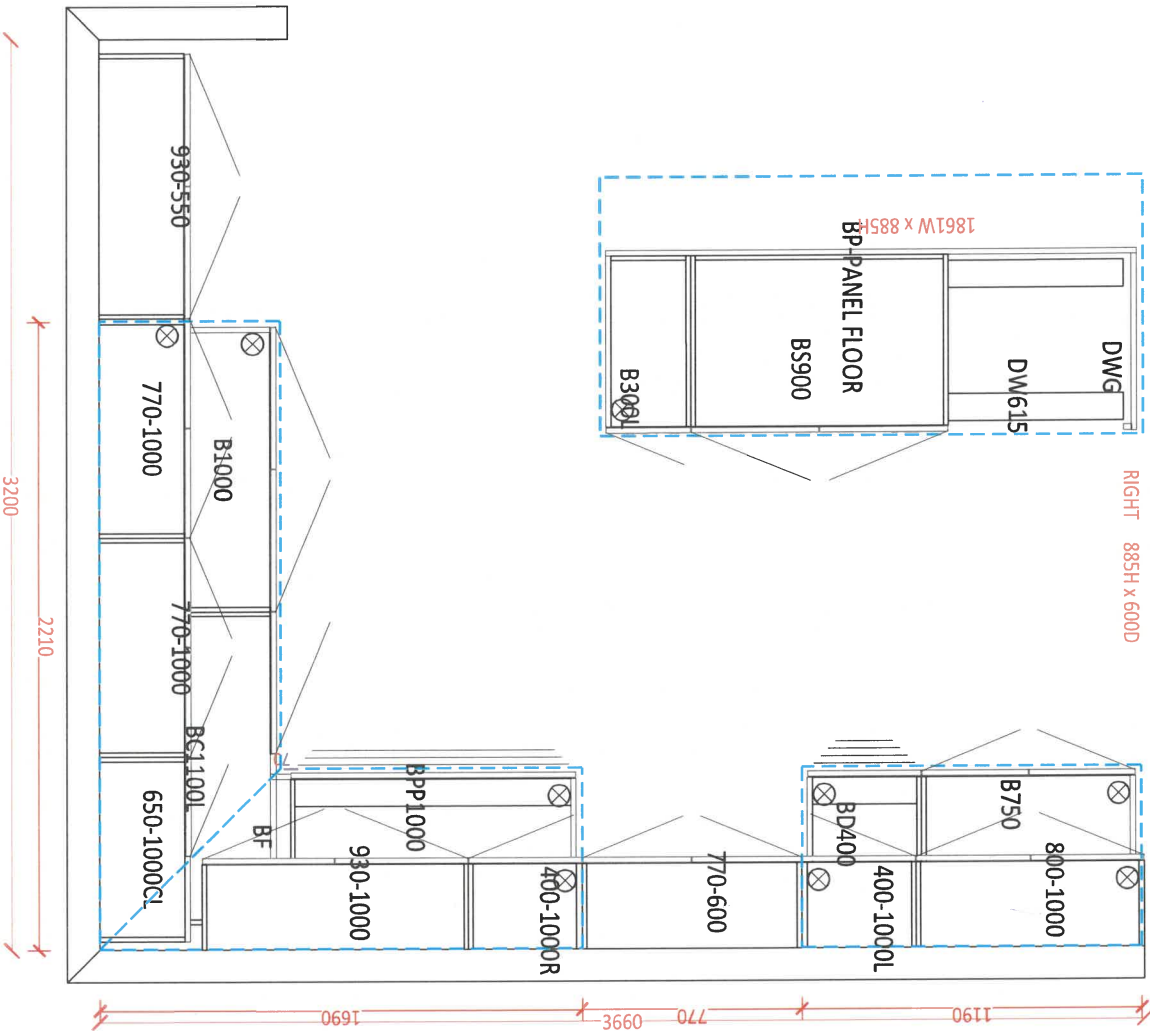 930-550
770-1000
B1000
770-1000
BC1100L
650-1000CL
BF
BPP1000
930-1000
400-1000R
770-600
BD400
400-1000L
B750
800-1000
1861W x 885H
BP-PANEL FLOOR
B300L
BS900
DW615
DWG
RIGHT 885H x 600D
3200
2210
1690
770
3660
1190